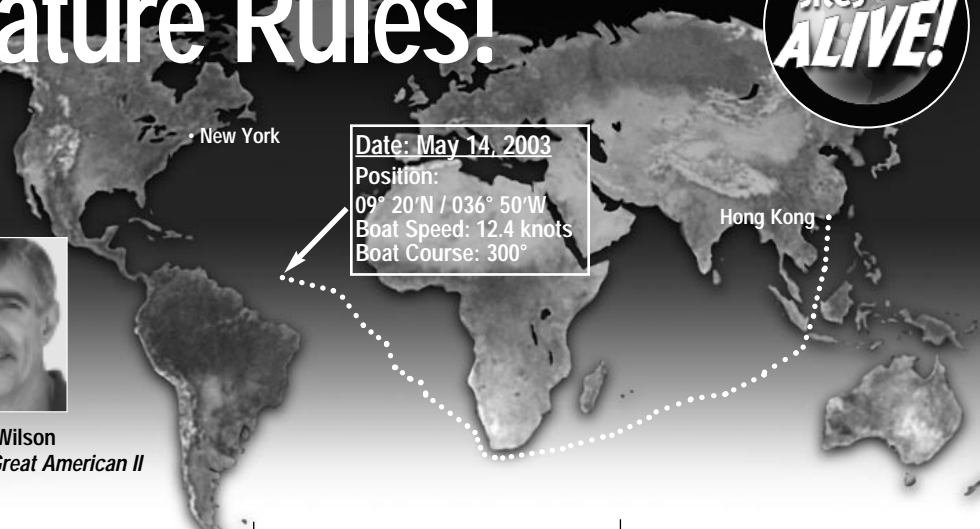 Rules!
ALIVE!
New York
Date: May 14, 2003
Position:
09° 20'N / 036° 50'W
Boat Speed: 12.4 knots
Boat Course: 300°
Hong Kong
Wilson
Great American II